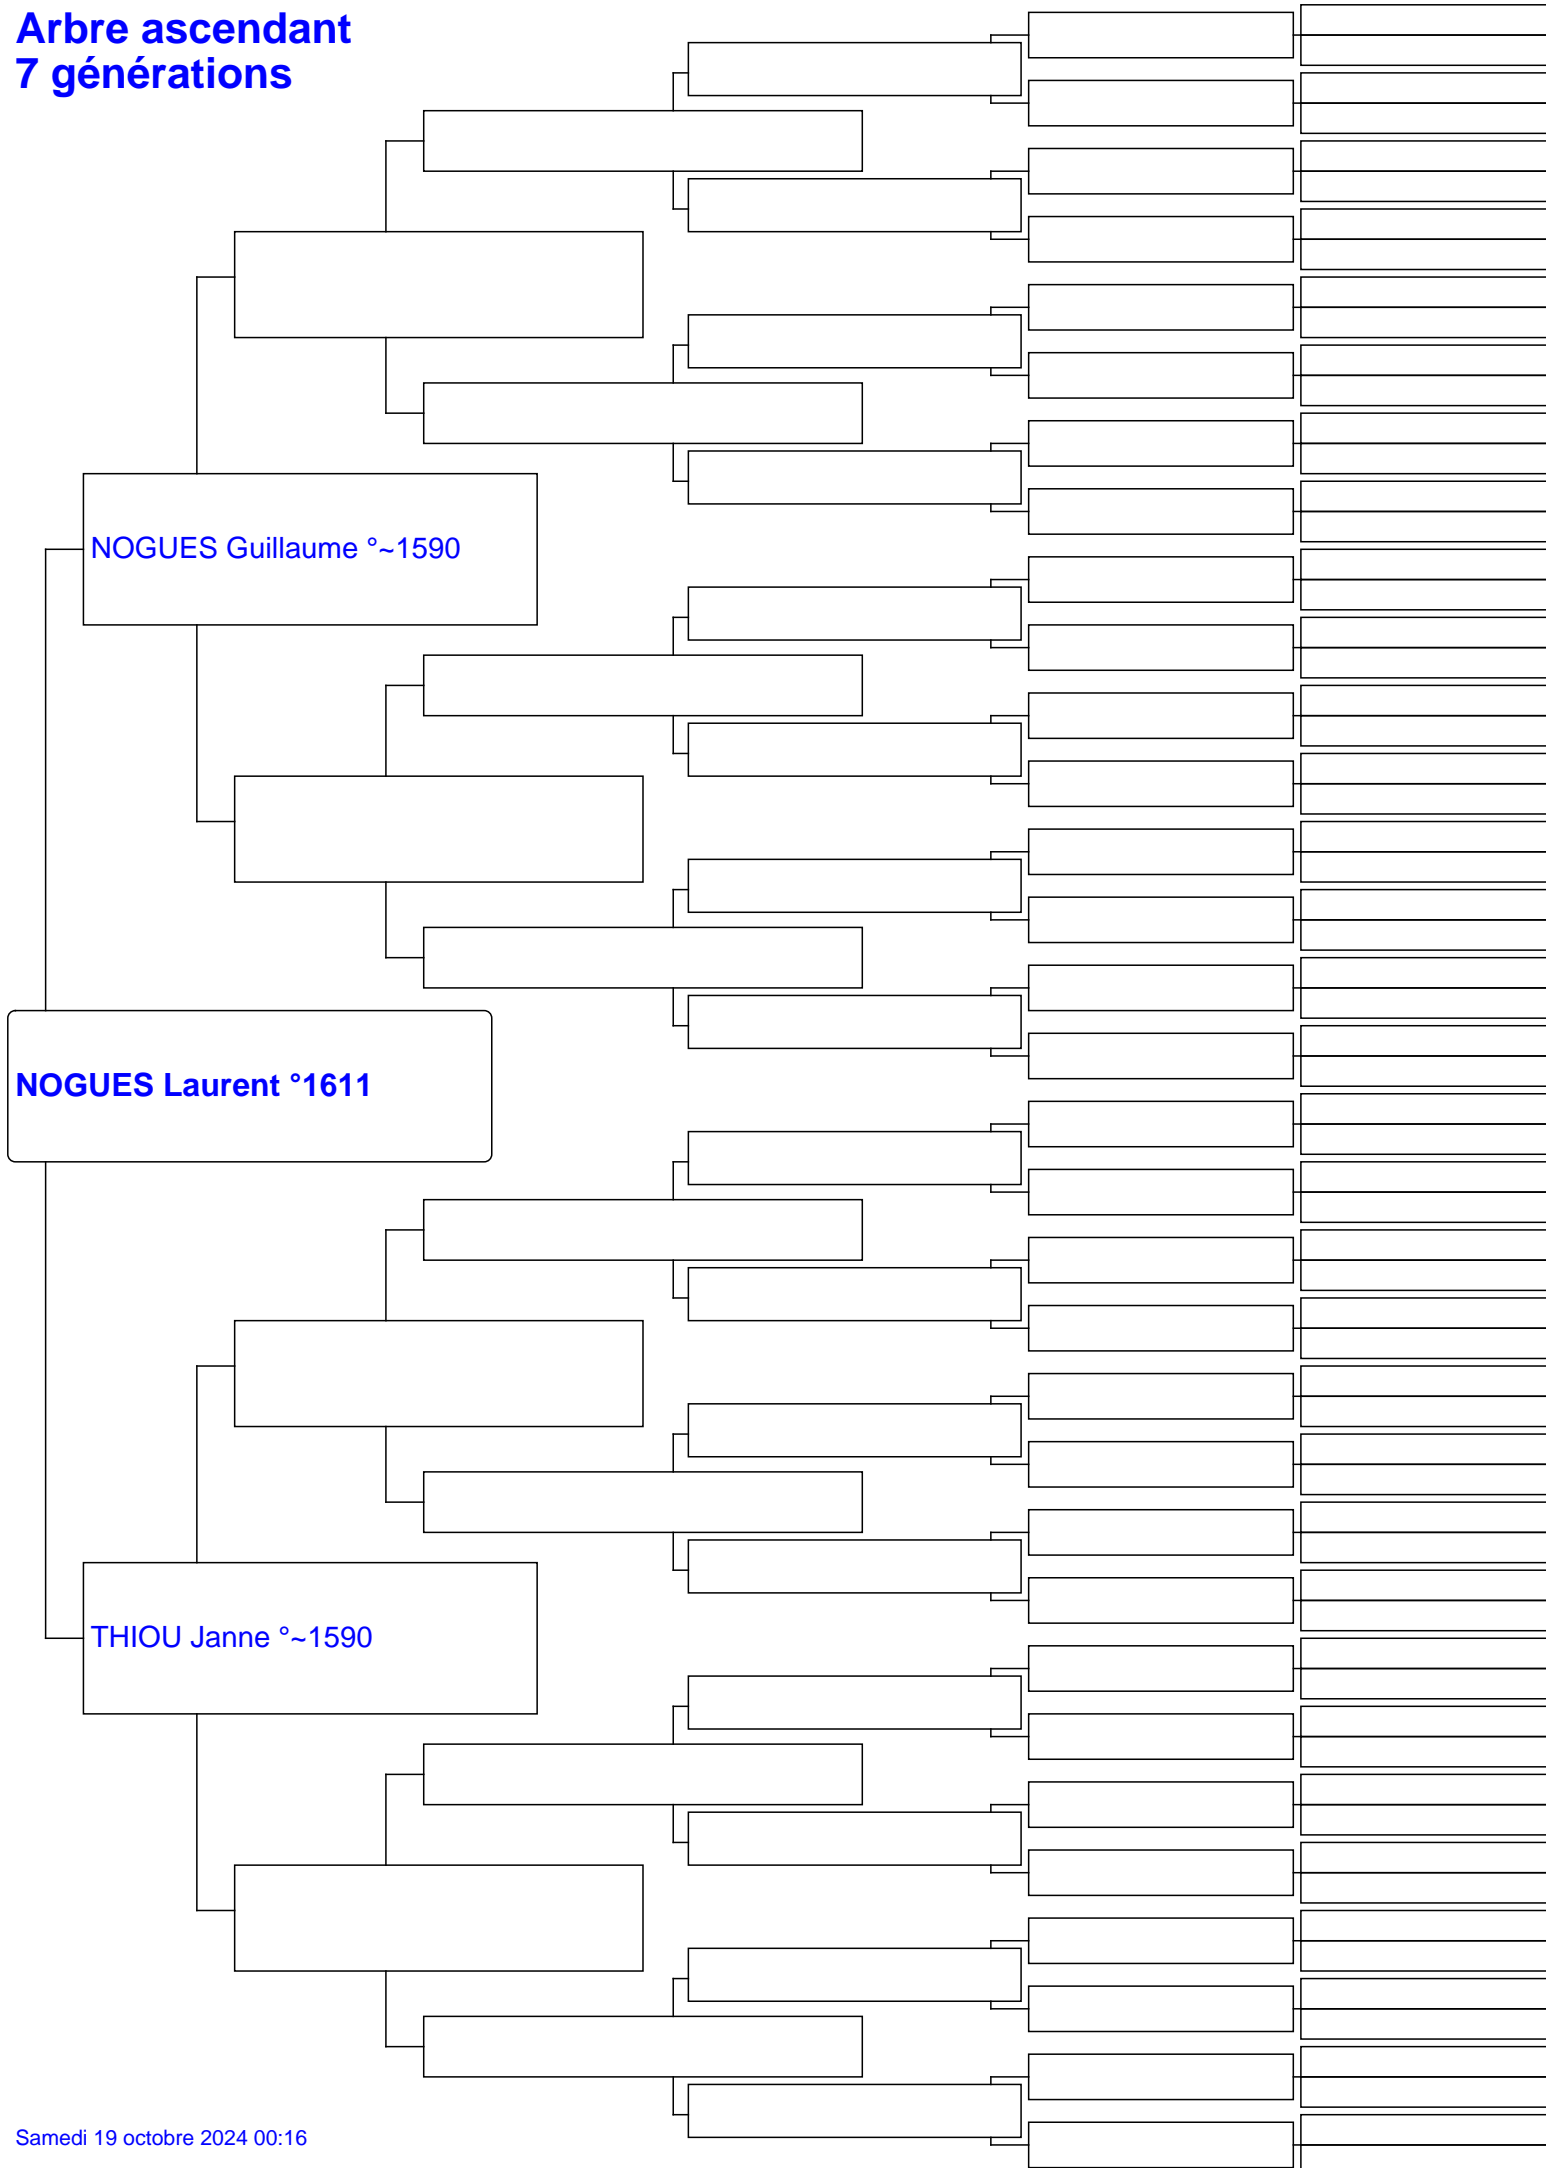 Arbre ascendant
7 générations
NOGUES Guillaume °~1590
NOGUES Laurent °1611
THIOU Janne °~1590
Samedi 19 octobre 2024 00:16